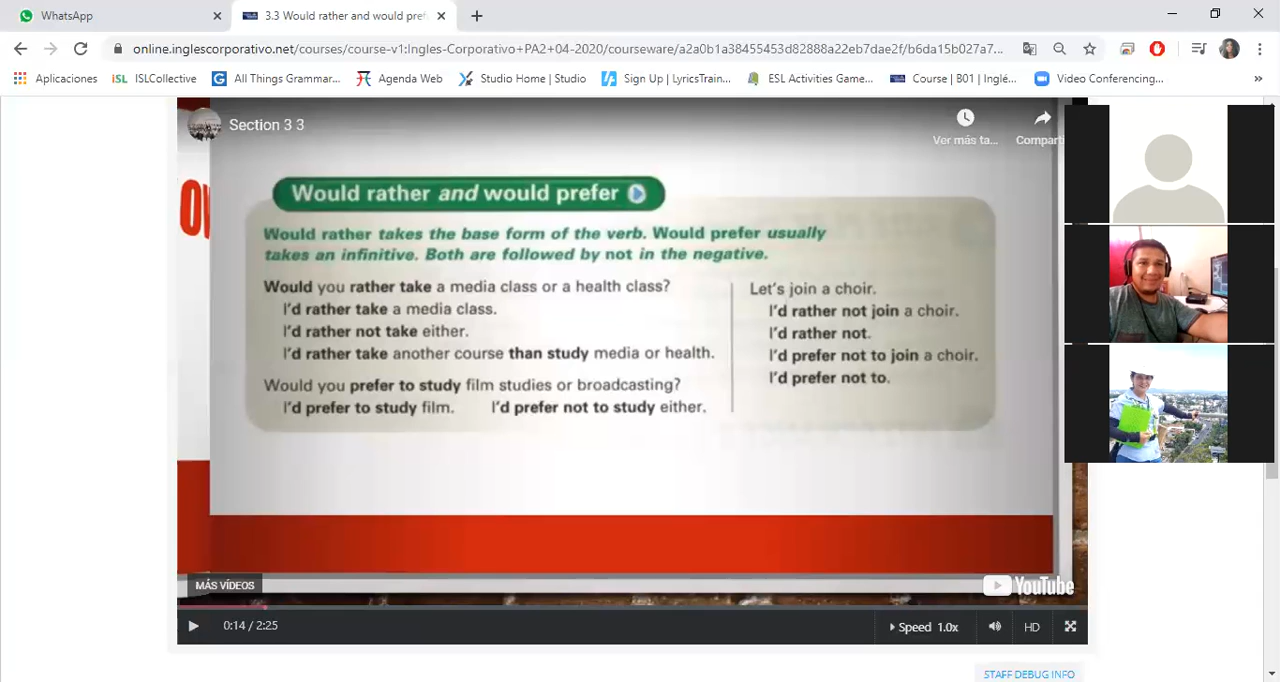 WhatsApp
3.3 Would rather and would pref
online.inglescorporativo.net/courses/course-v1:Ingles-Corporativo+PA2+04-2020/courseware/a2a0b1a38455453d82888a22eb7dae2f/b6da15b027a7...
Aplicaciones
iSL ISLCollective
G All Things Grammar...
Agenda Web
Studio Home | Studio
Sign Up | LyricsTrain...
ESL Activities Game...
Course | B01 | Inglé...
Video Conferencing...
»
Section 3 3
Ver más ta...
Comparti
OV
Would rather and would prefer
Would rather takes the base form of the verb. Would prefer usually
takes an infinitive. Both are followed by not in the negative.
Would you rather take a media class or a health class?
I'd rather take a media class.
I'd rather not take either.
I'd rather take another course than study media or health.
Would you prefer to study film studies or broadcasting?
I'd prefer to study film. I'd prefer not to study either.
Let's join a choir.
I'd rather not join a choir.
I'd rather not.
I'd prefer not to join a choir.
I'd prefer not to.
MÁS VÍDEOS
YouTube
0:14 / 2:25
Speed 1.0x
HD
STAFF DEBUG INFO